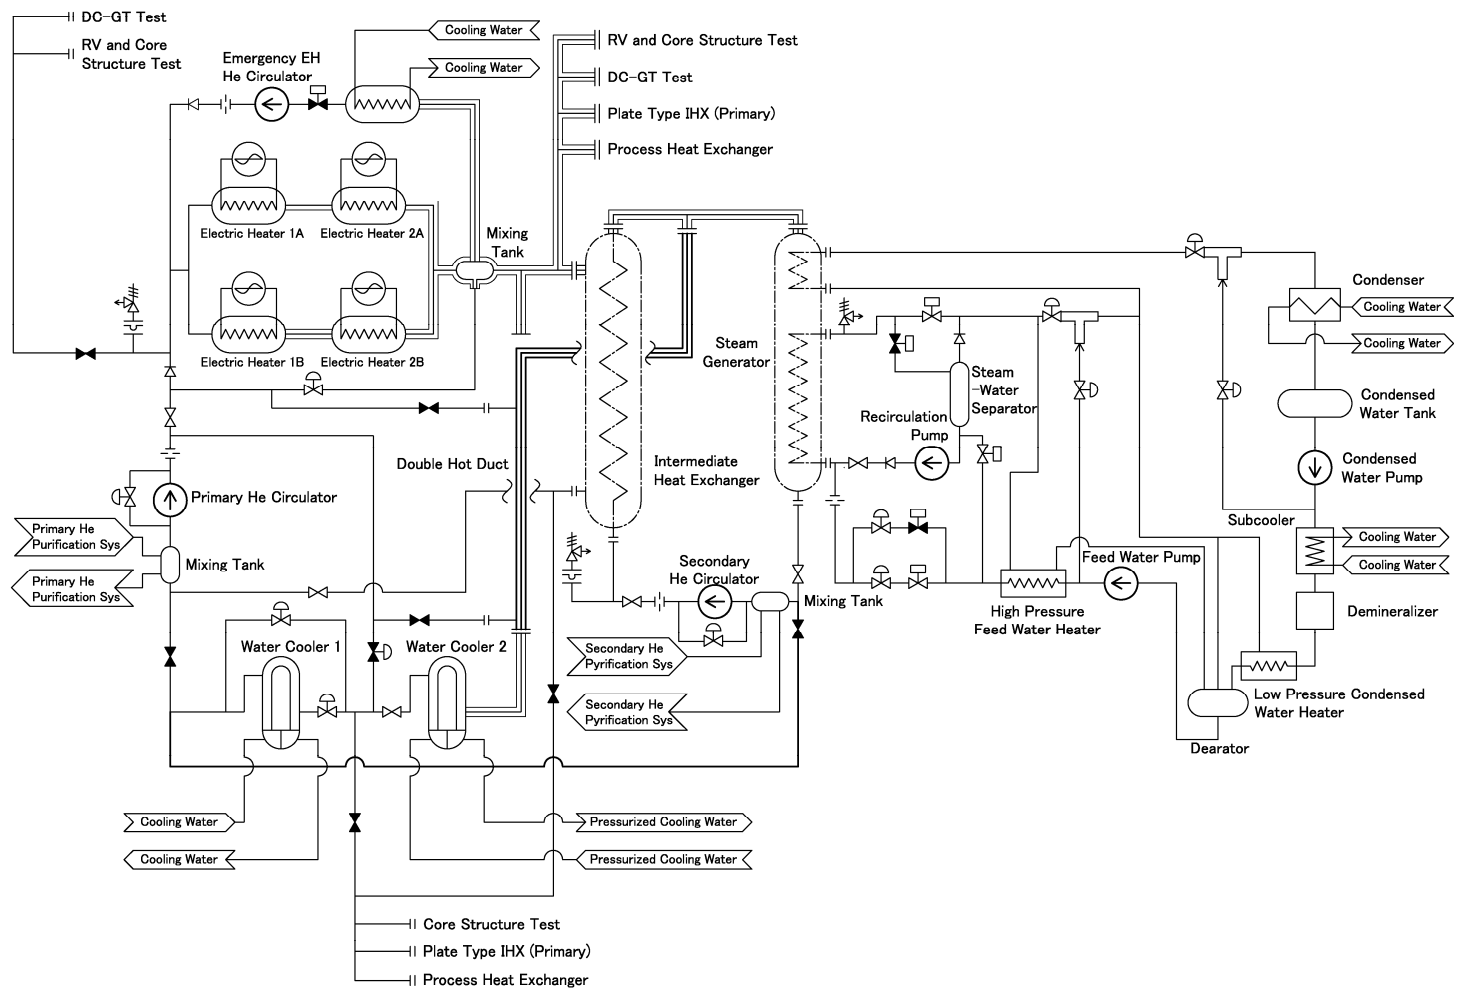 DC-GT Test
RV and Core
Structure Test
Emergency EH
He Circulator
Cooling Water
Cooling Water
RV and Core Structure Test
DC-GT Test
Plate Type IHX (Primary)
Process Heat Exchanger
Electric Heater 1A
Electric Heater 2A
Mixing
Tank
Electric Heater 1B
Electric Heater 2B
Condenser
Cooling Water
Cooling Water
Steam
Generator
Steam
-Water
Separator
Condensed
Water Tank
Recirculation
Pump
Double Hot Duct
Intermediate
Heat Exchanger
Condensed
Water Pump
Primary He Circulator
Primary He
Purification Sys
Mixing Tank
Primary He
Purification Sys
Subcooler
Cooling Water
Cooling Water
Secondary
He Circulator
Mixing Tank
Feed Water Pump
High Pressure
Feed Water Heater
Demineralizer
Water Cooler 1
Water Cooler 2
Secondary He
Pyrification Sys
Secondary He
Pyrification Sys
Low Pressure Condensed
Water Heater
Dearator
Cooling Water
Cooling Water
Pressurized Cooling Water
Pressurized Cooling Water
Core Structure Test
Plate Type IHX (Primary)
Process Heat Exchanger